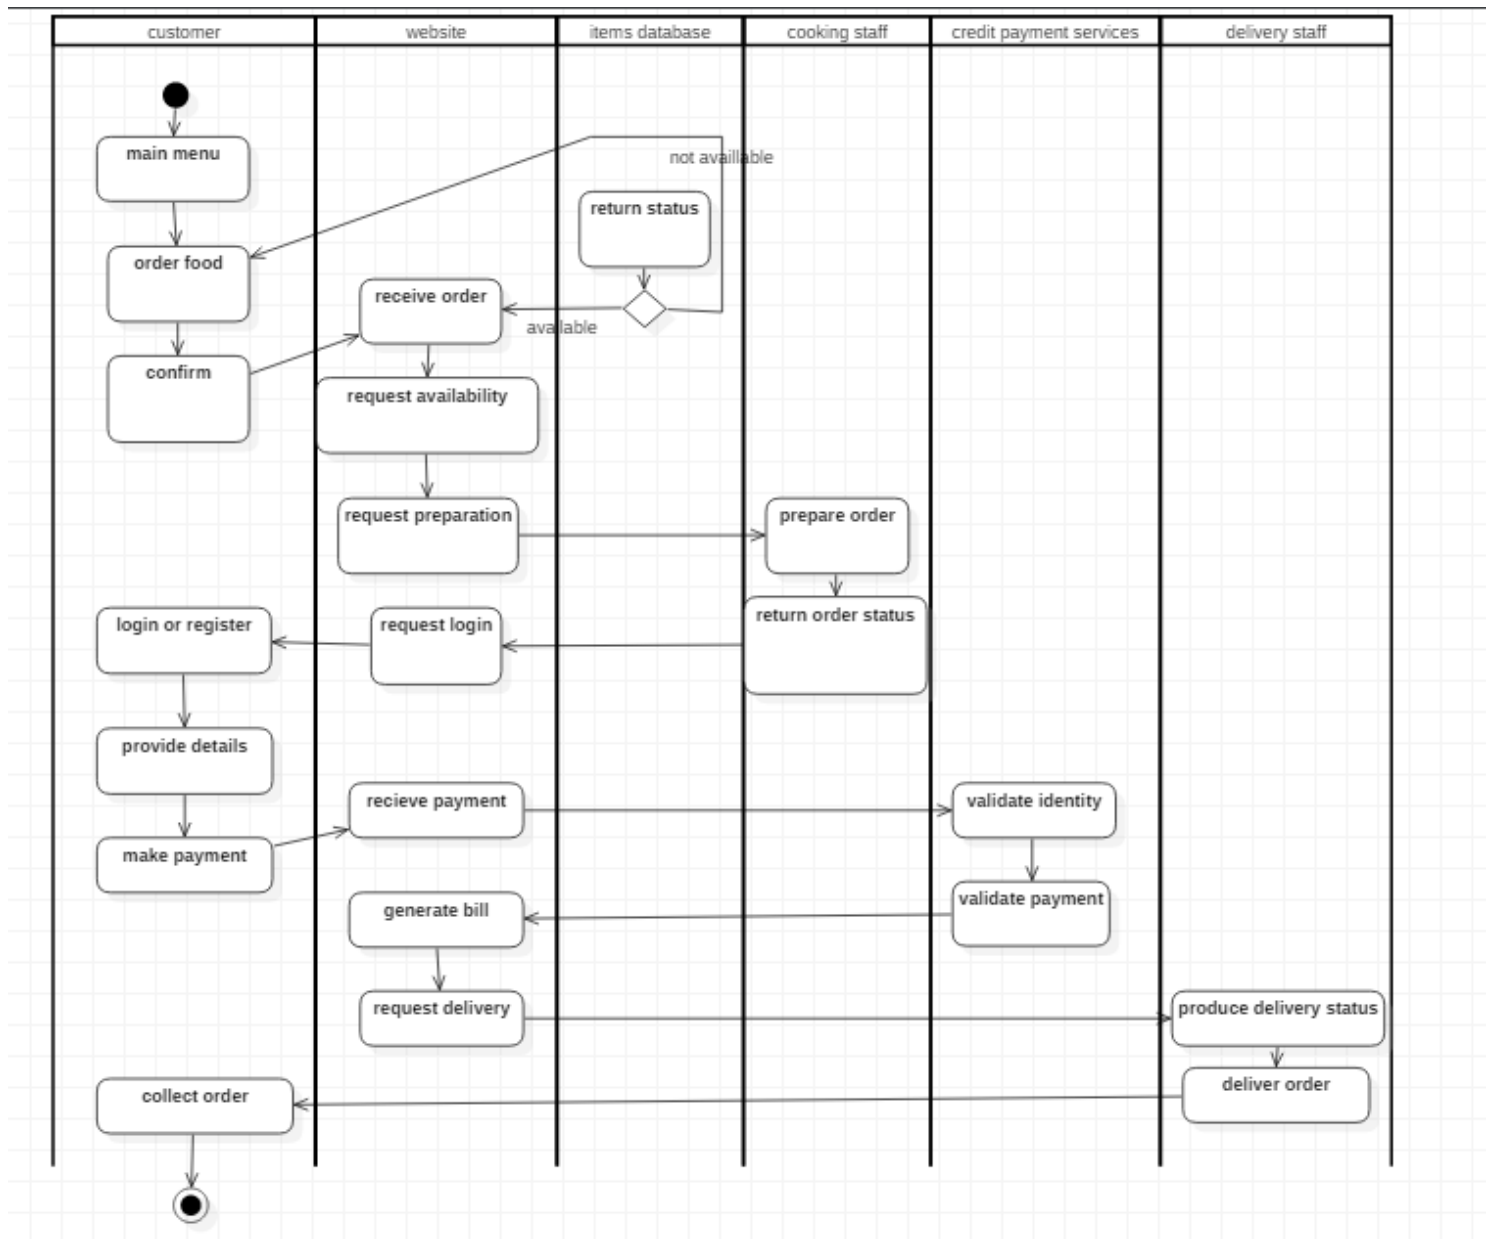 customer
website
items database
cooking staff
credit payment services
delivery staff
main menu
not availlable
return status
order food
receive order
available
confirm
request availability
request preparation
prepare order
login or register
request login
return order status
provide details
recieve payment
validate identity
make payment
generate bill
validate payment
request delivery
produce delivery status
collect order
deliver order